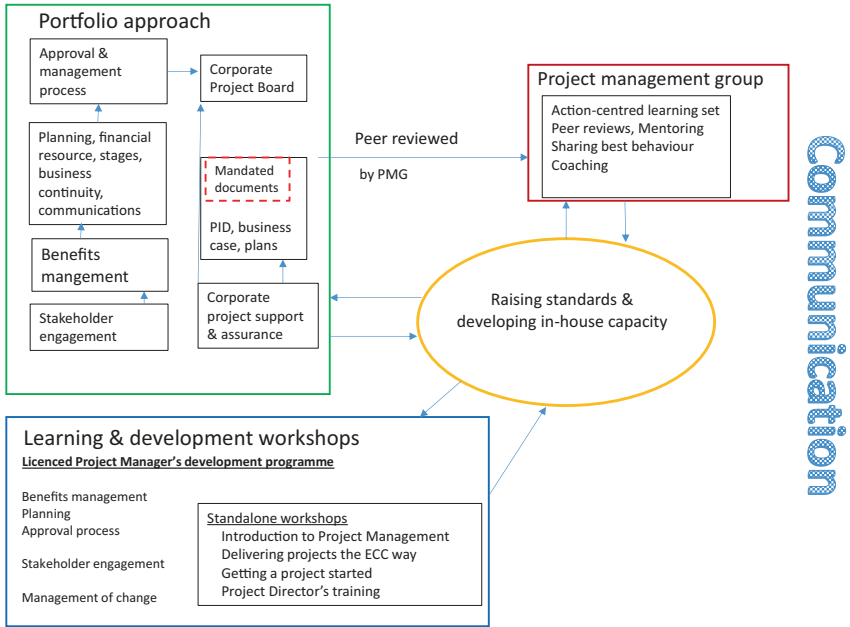 Portfolio approach
Approval &
management
process
Corporate
Project Board
Planning, financial
resource, stages,
business
continuity,
communications
Mandated
documents
PID, business
case, plans
Benefits
mangement
Stakeholder
engagement
Corporate
project support
& assurance
Peer reviewed
by PMG
Project management group
Action-centred learning set
Peer reviews, Mentoring
Sharing best behaviour
Coaching
Raising standards &
developing in-house capacity
Communication
Learning & development workshops
Licenced Project Manager's development programme
Benefits management
Planning
Approval process
Stakeholder engagement
Management of change
Standalone workshops
Introduction to Project Management
Delivering projects the ECC way
Getting a project started
Project Director's training